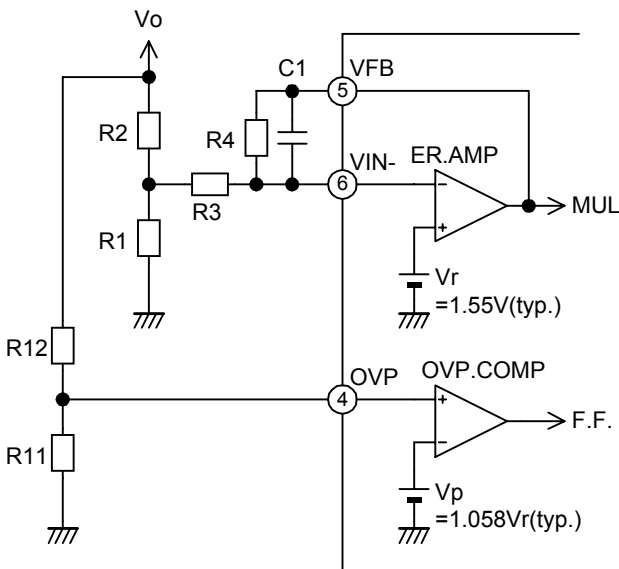 Vo
C1
VFB
5
R2
R4
VIN-
ER.AMP
6
−
R3
MUL
R1
+
Vr
=1.55V(typ.)
R12
OVP
OVP.COMP
4
+
F.F.
R11
−
Vp
=1.058Vr(typ.)